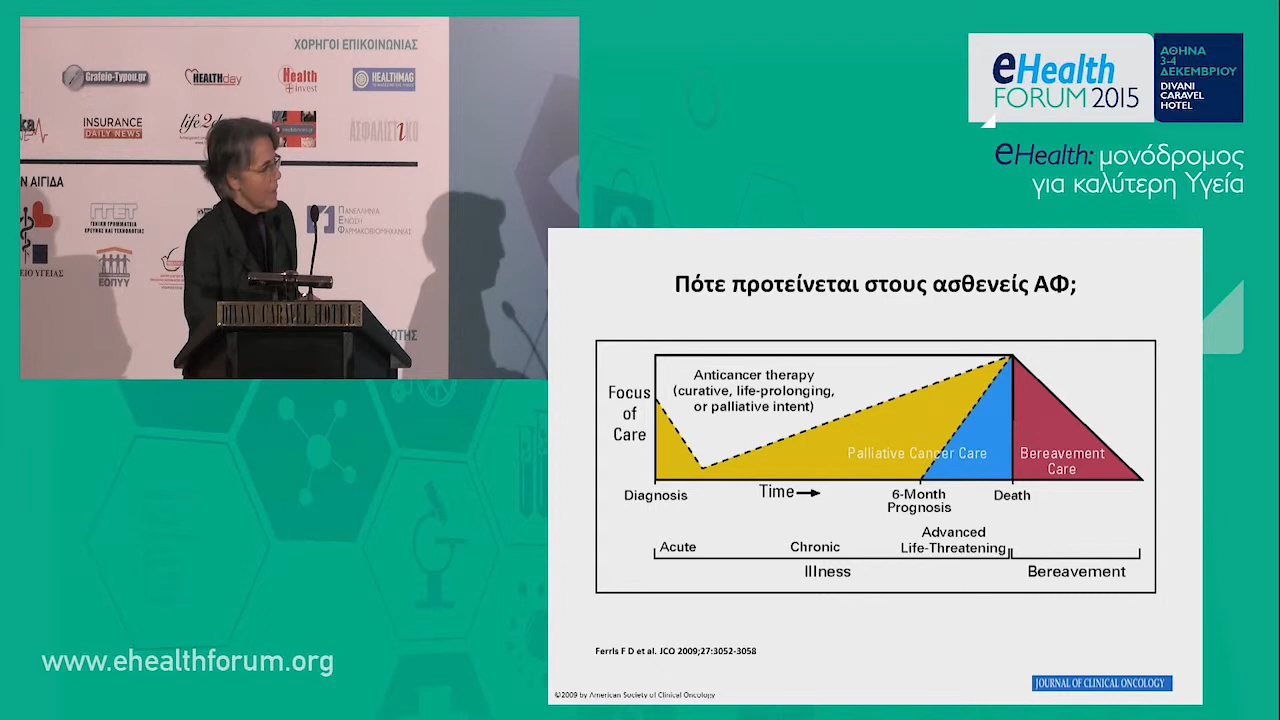 ΧΟΡΗΓΟΙ ΕΠΙΚΟΙΝΩΝΙΑΣ
Grafeio-Typou.gr
HEALTHday
Health
invest
HEALTHMAG
INSURANCE
DAILY NEWS
ΑΣΦΑΛΙΣΤΙΚΟ
Ν ΑΙΓΙΔΑ
ΓΓΕΤ
ΓΕΝΙΚΗ ΓΡΑΜΜΑΤΕΙΑ
ΕΡΕΥΝΑΣ ΚΑΙ ΤΕΧΝΟΛΟΓΙΑΣ
ΠΑΝΕΛΛΗΝΙΑ
ΕΝΩΣΗ
ΦΑΡΜΑΚΟΒΙΟΜΗΧΑΝΙΑΣ
ΕΙΟ ΥΓΕΙΑΣ
ΕΟΠΥΥ
DIVANI CARAVEL HOTEL
eHealth
FORUM 2015
ΑΘΗΝΑ
3-4
ΔΕΚΕΜΒΡΙΟΥ
DIVANI
CARAVEL
HOTEL
eHealth: μονόδρομος
για καλύτερη Υγεία
Πότε προτείνεται στους ασθενείς ΑΦ;
Focus
of
Care
Anticancer therapy
(curative, life-prolonging,
or palliative intent)
Palliative Cancer Care
Bereavement
Care
Diagnosis
Time
6-Month
Prognosis
Death
Acute
Chronic
Advanced
Life-Threatening
Illness
Bereavement
Ferris F D et al. JCO 2009;27:3052-3058
©2009 by American Society of Clinical Oncology
JOURNAL OF CLINICAL ONCOLOGY
www.ehealthforum.org